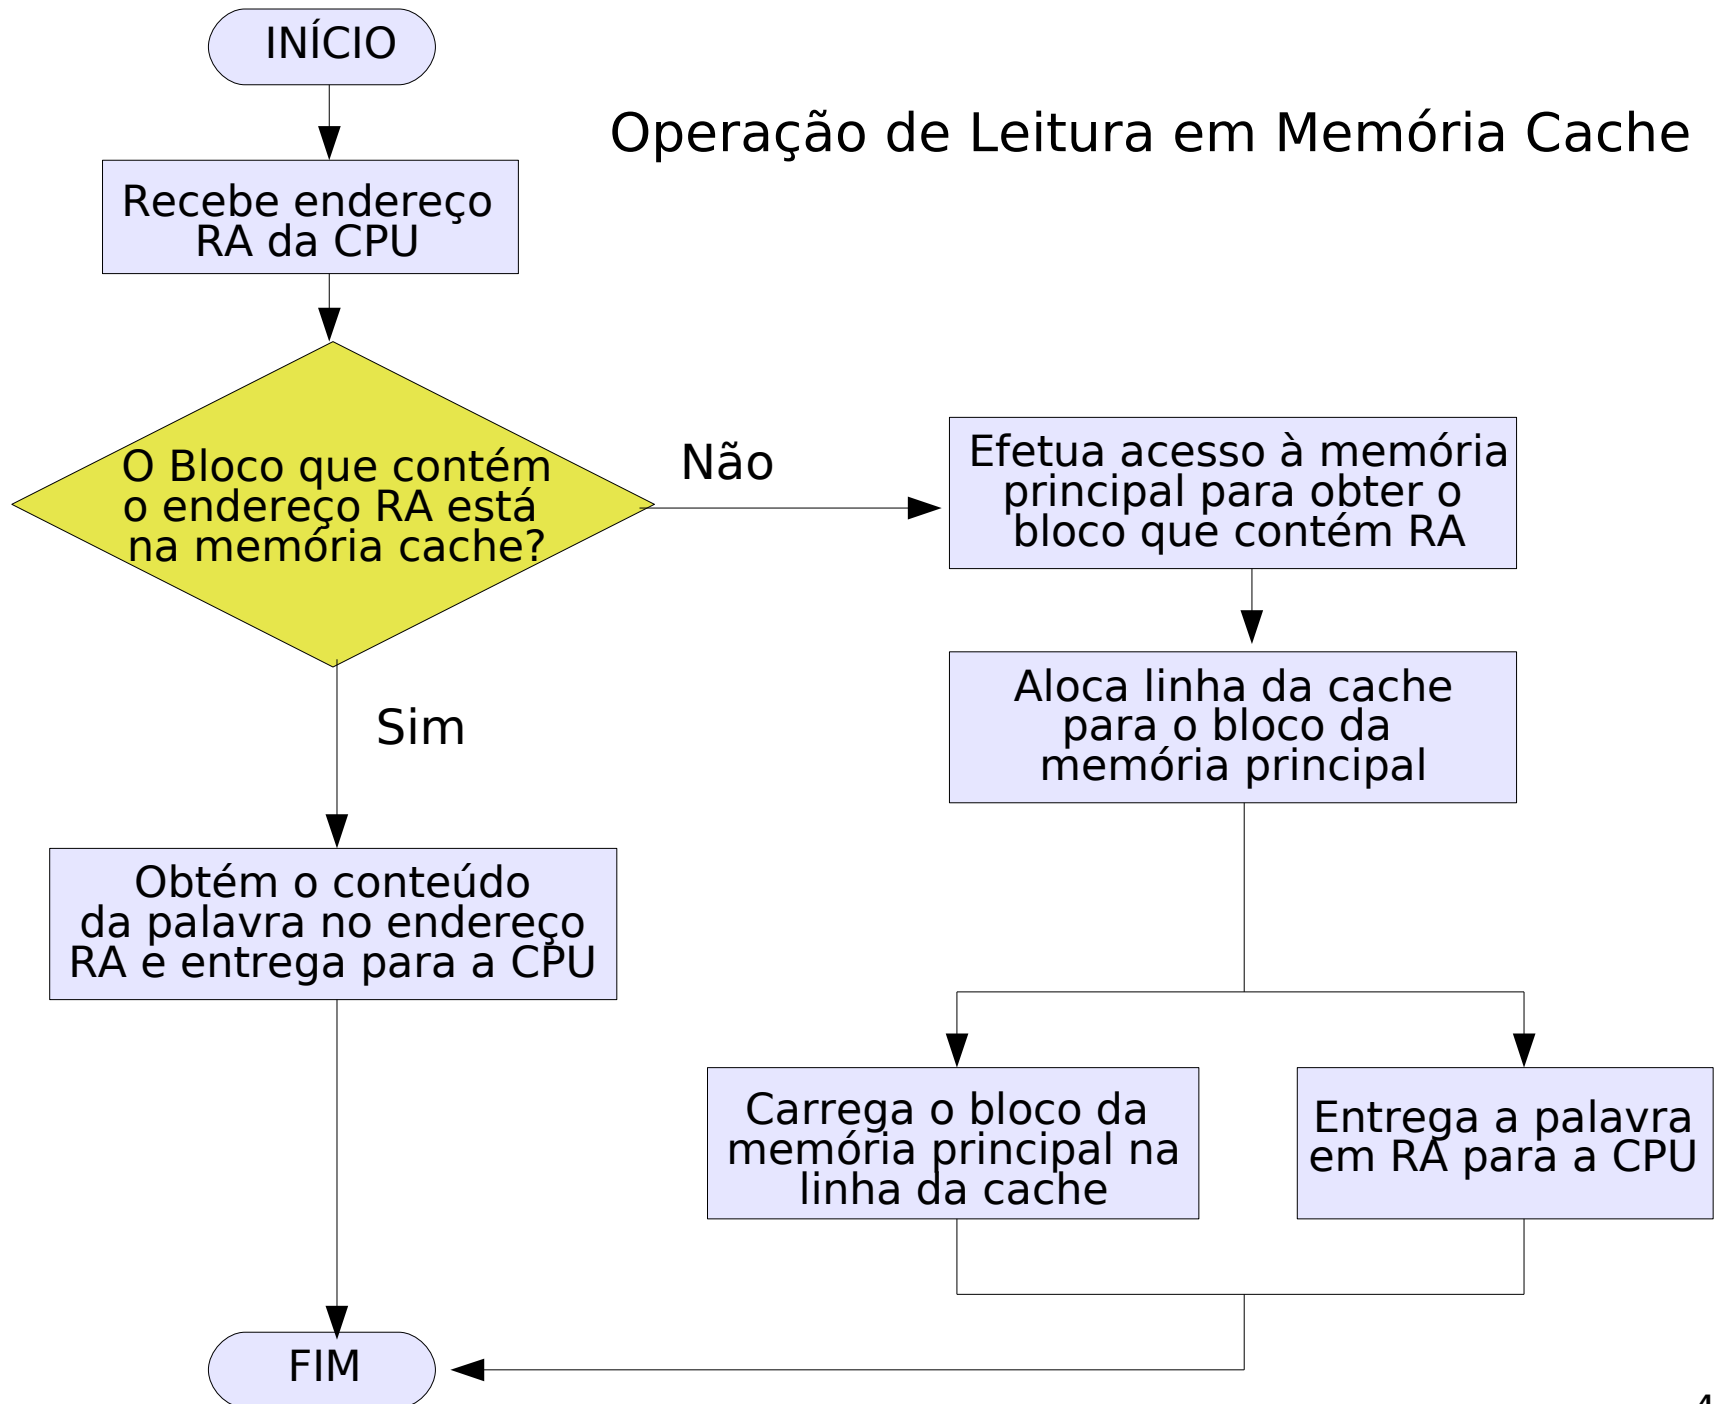 INÍCIO
Operação de Leitura em Memória Cache
Recebe endereço
RA da CPU
O Bloco que contém
o endereço RA está
na memória cache?
Não
Efetua acesso à memória
principal para obter o
bloco que contém RA
Sim
Aloca linha da cache
para o bloco da
memória principal
Obtém o conteúdo
da palavra no endereço
RA e entrega para a CPU
Carrega o bloco da
memória principal na
linha da cache
Entrega a palavra
em RA para a CPU
FIM